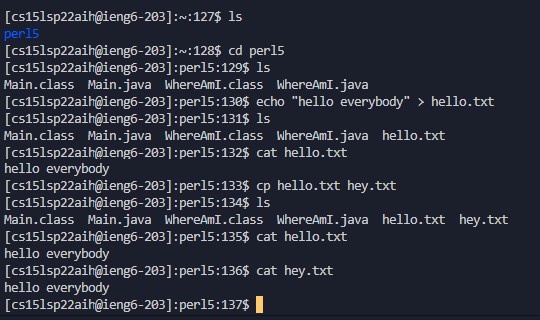 [cs15lsp22aih@ieng6-203]:~:127$ ls
perl5
[cs15lsp22aih@ieng6-203]:~:128$ cd perl5
[cs15lsp22aih@ieng6-203]:perl5:129$ ls
Main.class  Main.java  WhereAmI.class  WhereAmI.java
[cs15lsp22aih@ieng6-203]:perl5:130$ echo "hello everybody" > hello.txt
[cs15lsp22aih@ieng6-203]:perl5:131$ ls
Main.class  Main.java  WhereAmI.class  WhereAmI.java  hello.txt
[cs15lsp22aih@ieng6-203]:perl5:132$ cat hello.txt
hello everybody
[cs15lsp22aih@ieng6-203]:perl5:133$ cp hello.txt hey.txt
[cs15lsp22aih@ieng6-203]:perl5:134$ ls
Main.class  Main.java  WhereAmI.class  WhereAmI.java  hello.txt  hey.txt
[cs15lsp22aih@ieng6-203]:perl5:135$ cat hello.txt
hello everybody
[cs15lsp22aih@ieng6-203]:perl5:136$ cat hey.txt
hello everybody
[cs15lsp22aih@ieng6-203]:perl5:137$